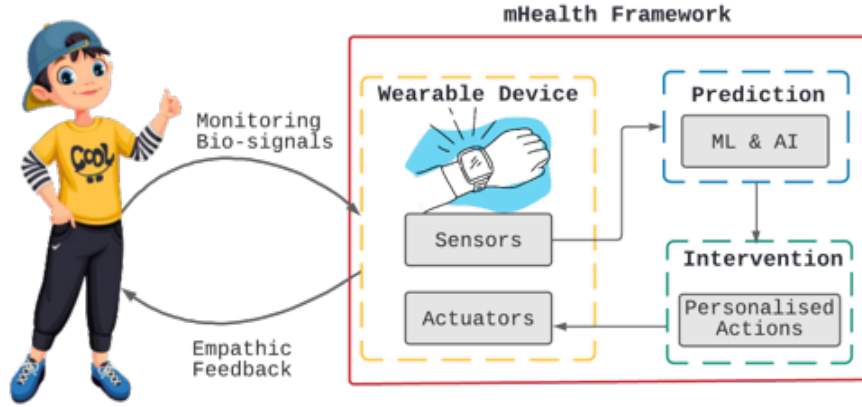 mHealth Framework
Monitoring
Bio-signals
COOL
Wearable Device
Sensors
Actuators
Prediction
ML & AI
Intervention
Personalised
Actions
Empathic
Feedback